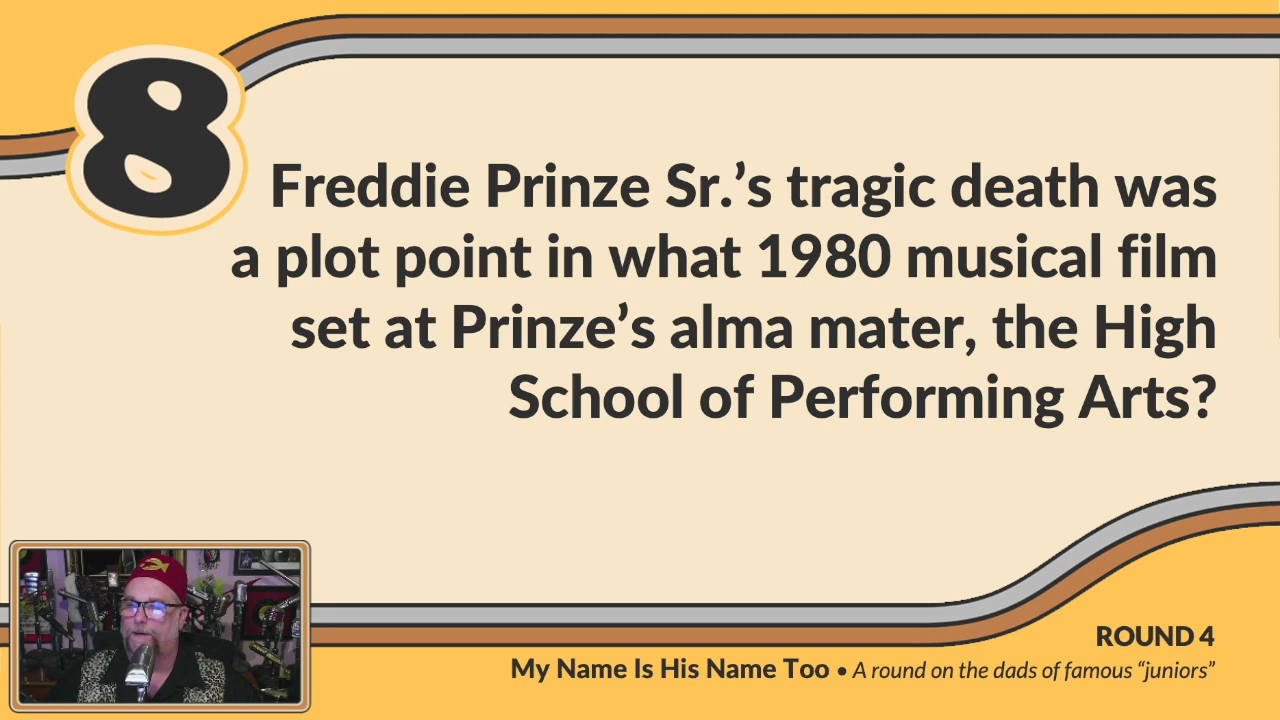 8
Freddie Prinze Sr.’s tragic death was
a plot point in what 1980 musical film
set at Prinze’s alma mater, the High
School of Performing Arts?
ROUND 4
My Name Is His Name Too • A round on the dads of famous “juniors”